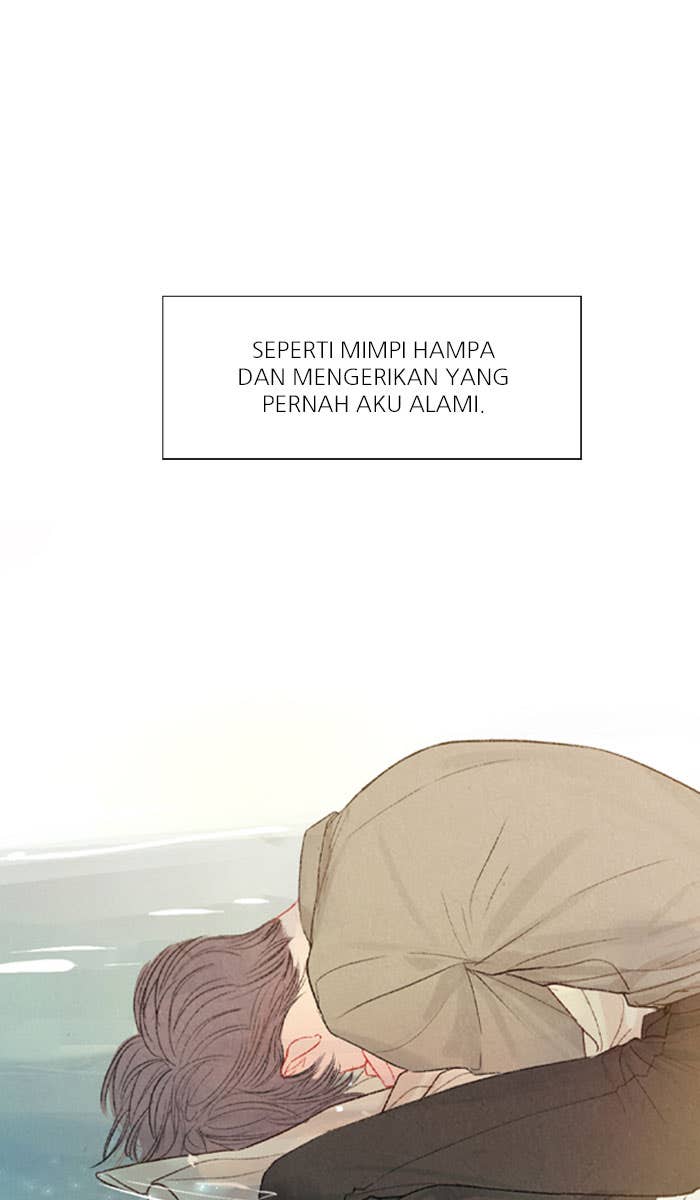 SEPERTI MIMPI HAMPA
DAN MENGERIKAN YANG
PERNAH AKU ALAMI.